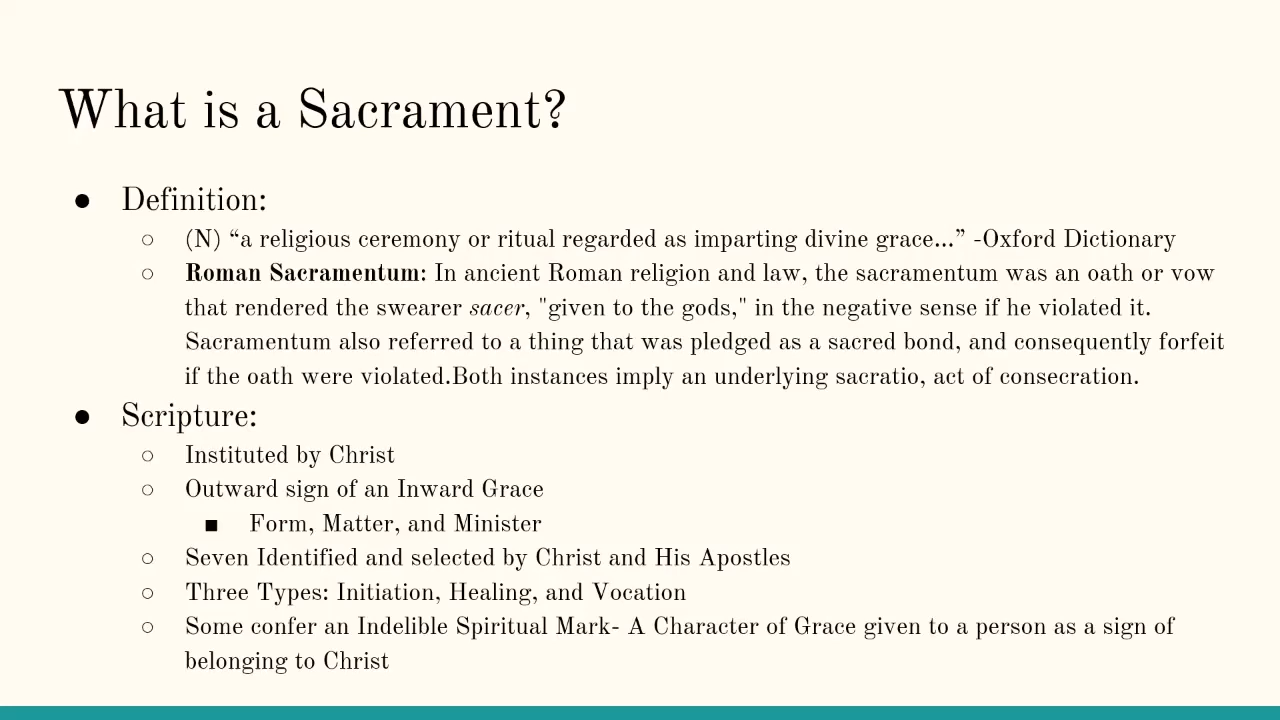 What is a Sacrament?
● Definition:
○ (N) “a religious ceremony or ritual regarded as imparting divine grace...” -Oxford Dictionary
○ Roman Sacramentum: In ancient Roman religion and law, the sacramentum was an oath or vow
that rendered the swearer sacer, "given to the gods," in the negative sense if he violated it.
Sacramentum also referred to a thing that was pledged as a sacred bond, and consequently forfeit
if the oath were violated.Both instances imply an underlying sacratio, act of consecration.
● Scripture:
○ Instituted by Christ
○ Outward sign of an Inward Grace
■ Form, Matter, and Minister
○ Seven Identified and selected by Christ and His Apostles
○ Three Types: Initiation, Healing, and Vocation
○ Some confer an Indelible Spiritual Mark- A Character of Grace given to a person as a sign of
belonging to Christ